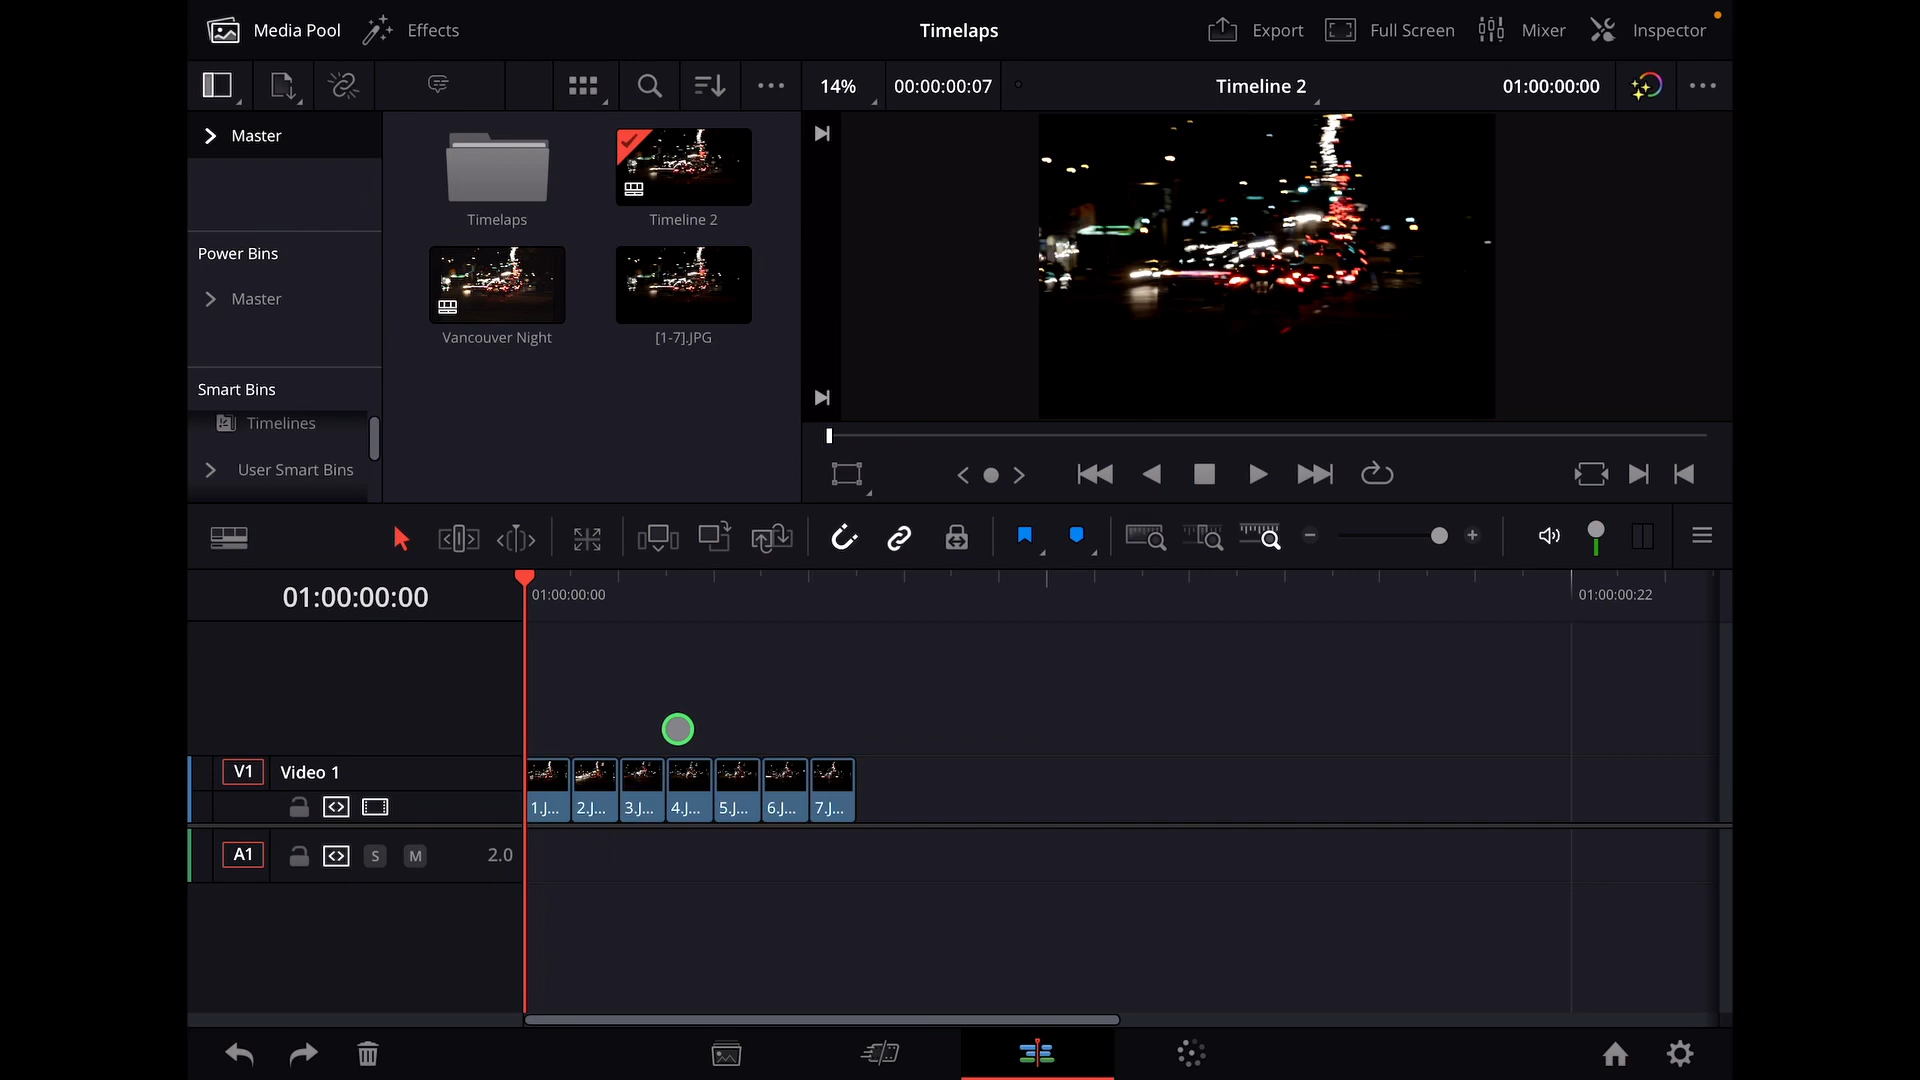 Media Pool
Effects
Timelaps
Export
Full Screen
Mixer
Inspector
14%
00:00:00:07
Timeline 2
01:00:00:00
Master
Timelaps
Timeline 2
Power Bins
Master
Vancouver Night
[1-7].JPG
Smart Bins
Timelines
User Smart Bins
01:00:00:00
01:00:00:00
01:00:00:22
V1
Video 1
1.J...
2.J...
3.J...
4.J...
5.J...
6.J...
7.J...
A1
S
M
2.0